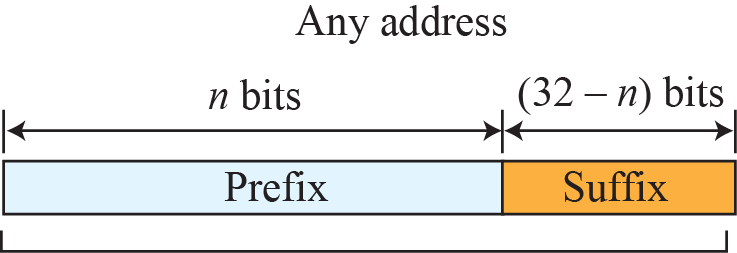 Any address
n bits
(32 – n) bits
Prefix
Suffix